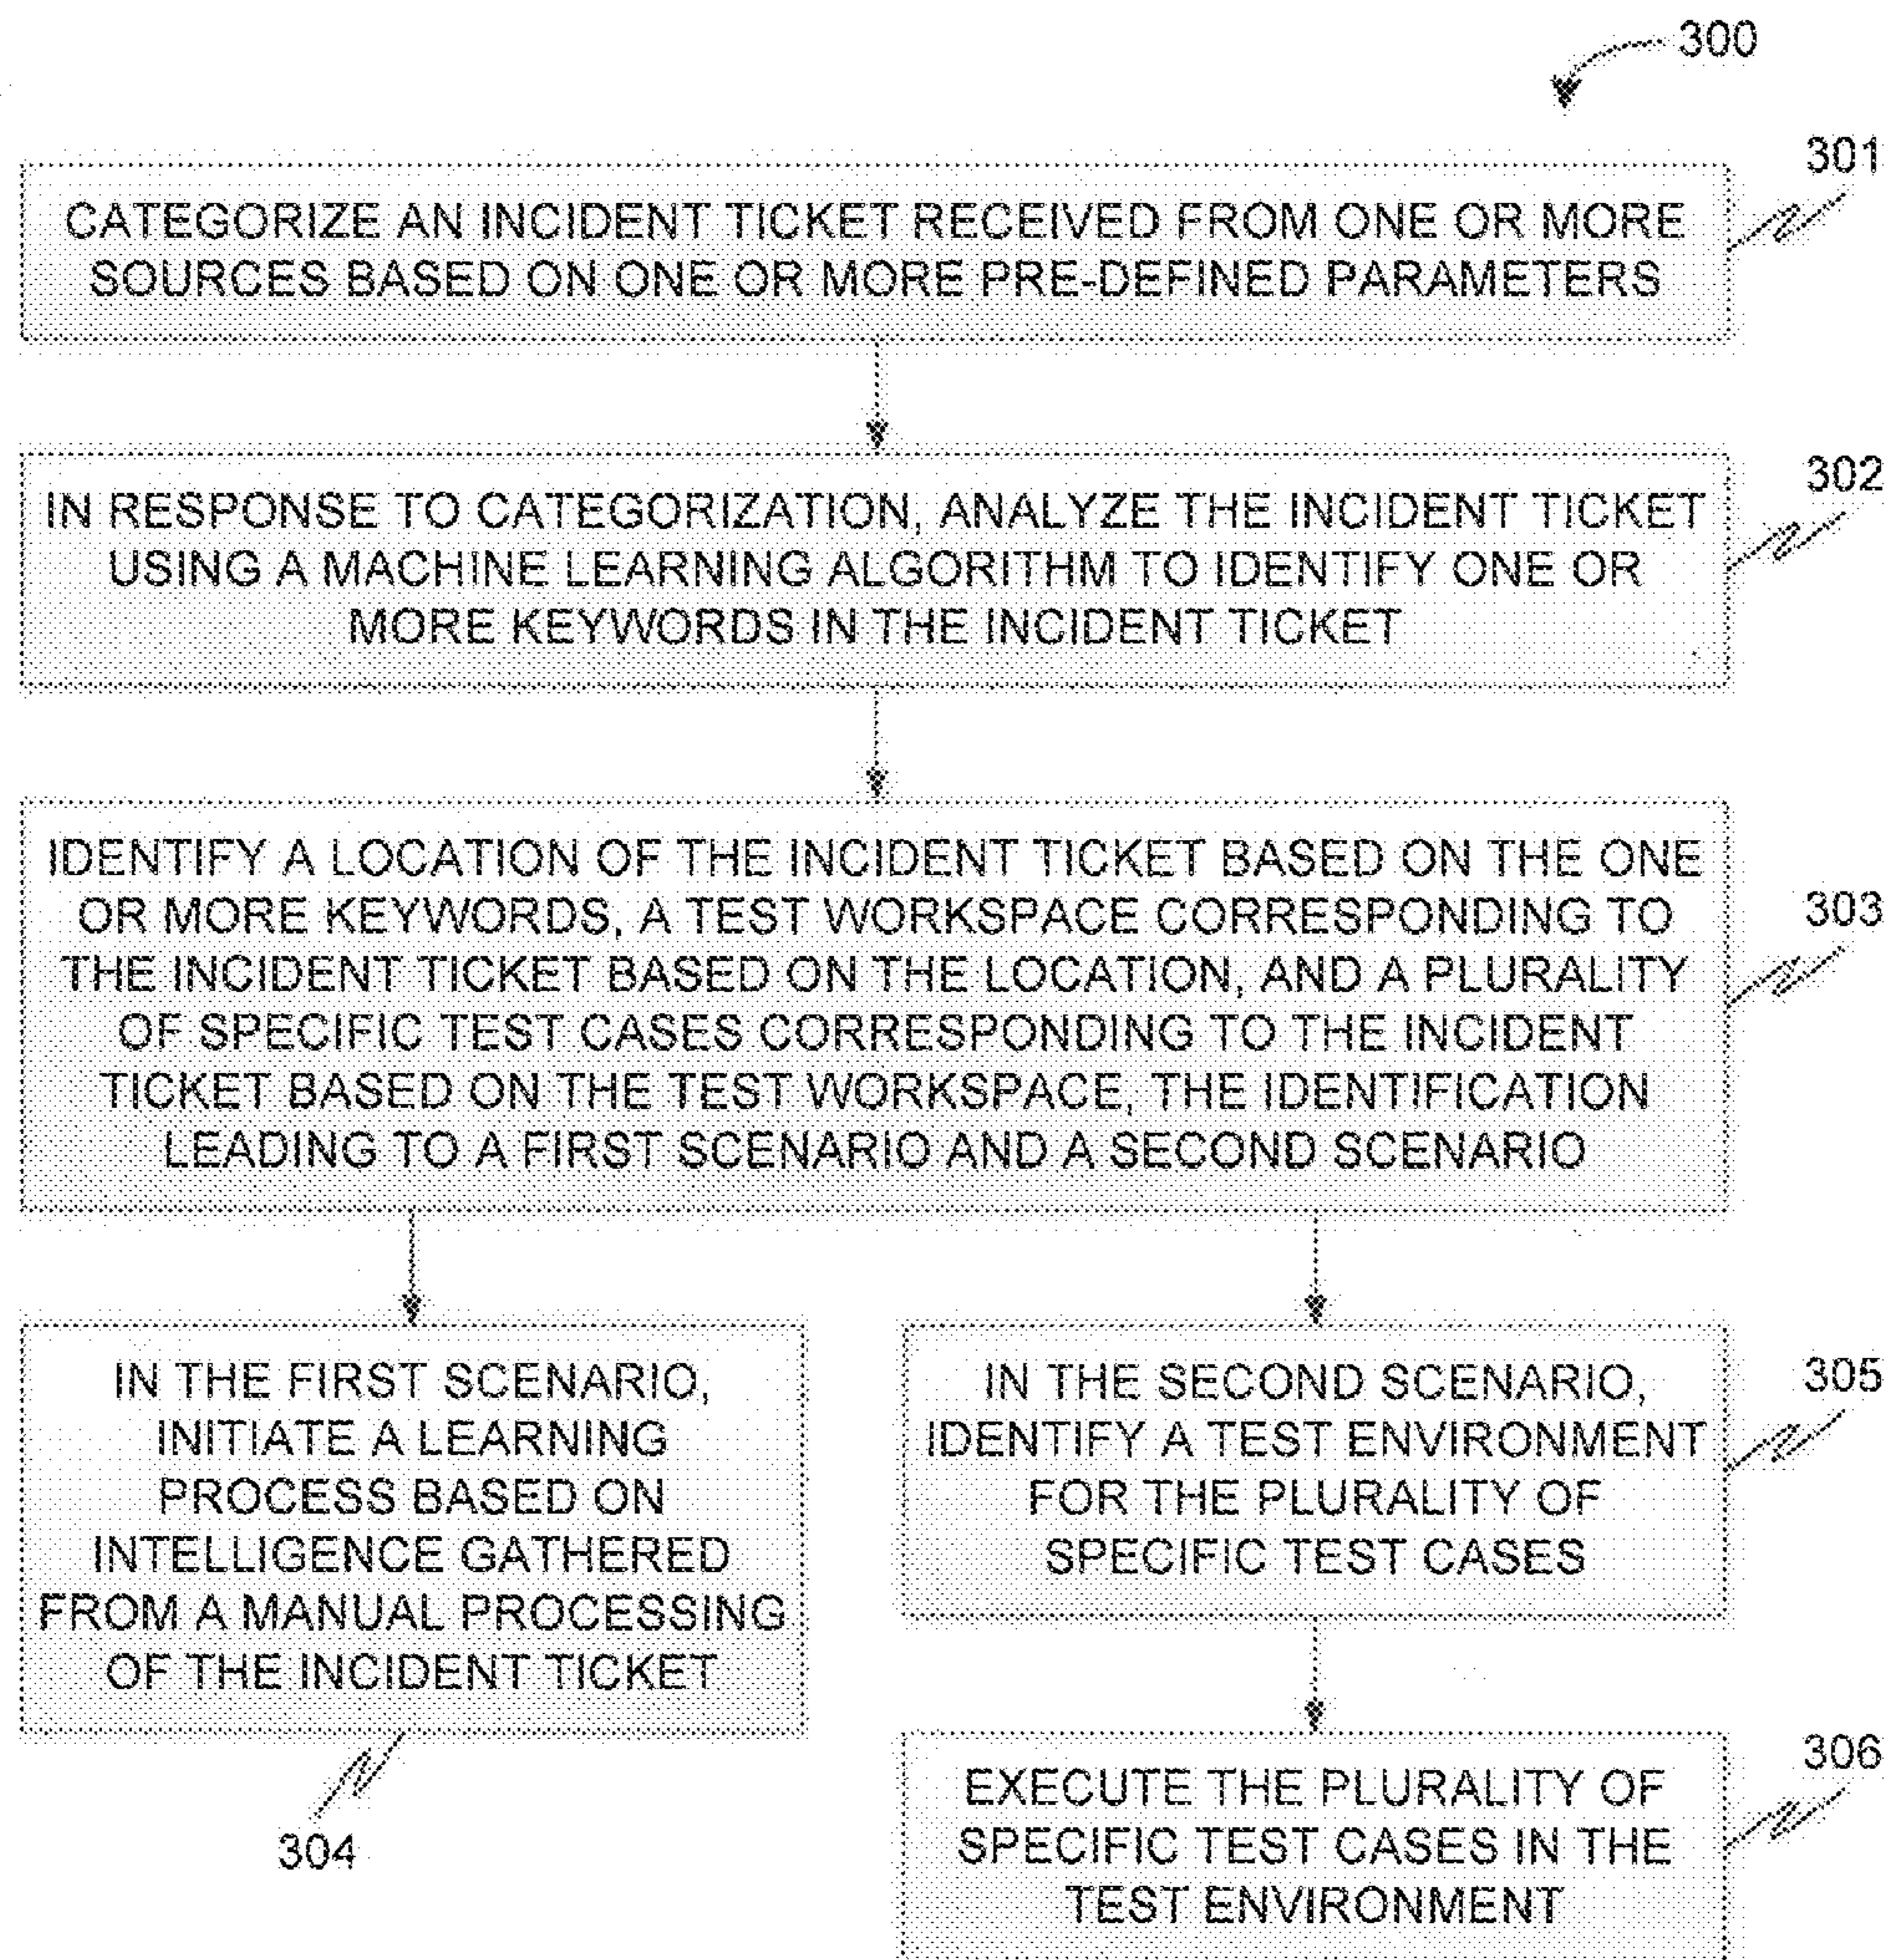 300
301
CATEGORIZE AN INCIDENT TICKET RECEIVED FROM ONE OR MORE
SOURCES BASED ON ONE OR MORE PRE-DEFINED PARAMETERS
302
IN RESPONSE TO CATEGORIZATION, ANALYZE THE INCIDENT TICKET
USING A MACHINE LEARNING ALGORITHM TO IDENTIFY ONE OR
MORE KEYWORDS IN THE INCIDENT TICKET
303
IDENTIFY A LOCATION OF THE INCIDENT TICKET BASED ON THE ONE
OR MORE KEYWORDS, A TEST WORKSPACE CORRESPONDING TO
THE INCIDENT TICKET BASED ON THE LOCATION, AND A PLURALITY
OF SPECIFIC TEST CASES CORRESPONDING TO THE INCIDENT
TICKET BASED ON THE TEST WORKSPACE, THE IDENTIFICATION
LEADING TO A FIRST SCENARIO AND A SECOND SCENARIO
IN THE FIRST SCENARIO,
INITIATE A LEARNING
PROCESS BASED ON
INTELLIGENCE GATHERED
FROM A MANUAL PROCESSING
OF THE INCIDENT TICKET
304
305
IN THE SECOND SCENARIO,
IDENTIFY A TEST ENVIRONMENT
FOR THE PLURALITY OF
SPECIFIC TEST CASES
306
EXECUTE THE PLURALITY OF
SPECIFIC TEST CASES IN THE
TEST ENVIRONMENT